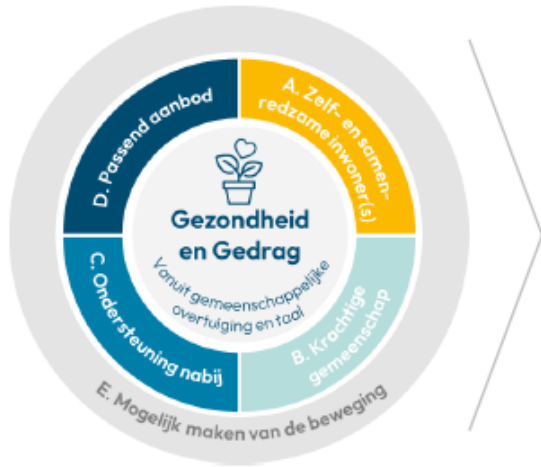 D. Passend aanbod
A. Zelf- en samen-
redzame inwoner(s)
Gezondheid
en Gedrag
Vanuit gemeenschappelijke
overtuiging en taal
C. Ondersteuning nabij
B. Krachtige
gemeenschap
E. Mogelijk maken van de beweging